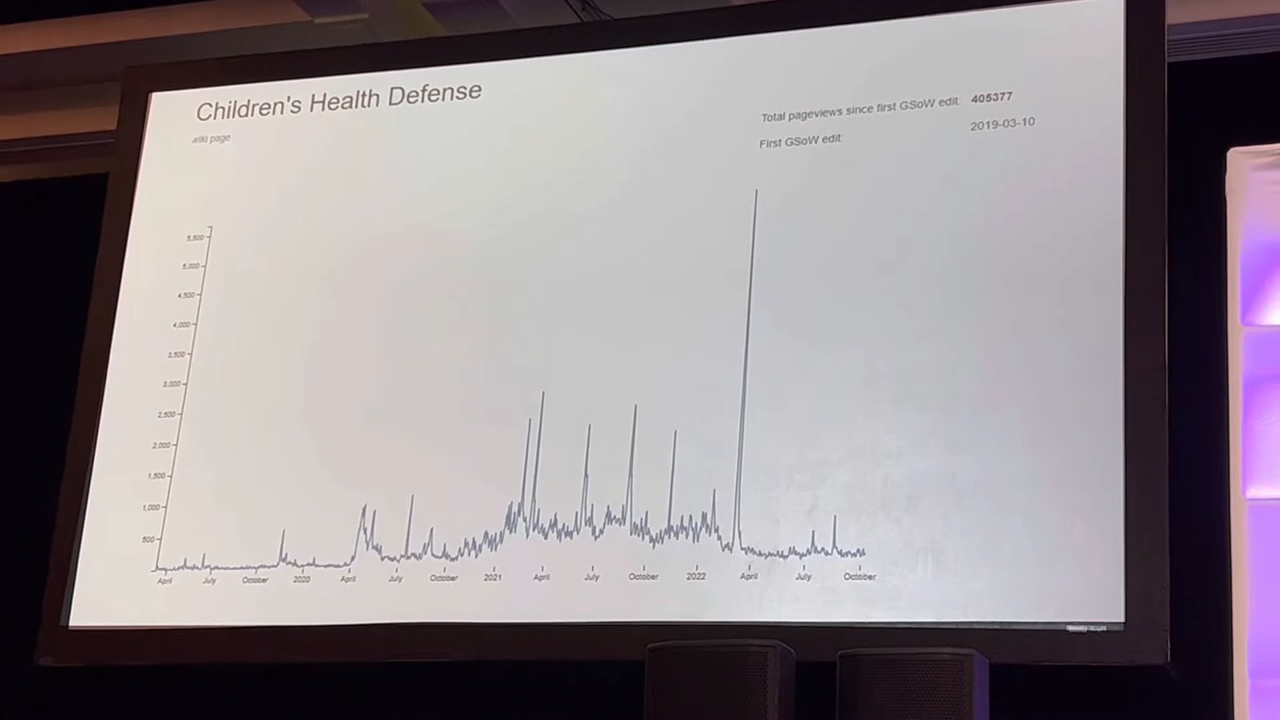 Children's Health Defense
wiki page
Total pageviews since first GSoW edit: 405377
First GSoW edit: 2019-03-10
5,500
5,000
4,500
4,000
3,500
3,000
2,500
2,000
1,500
1,000
500
April July October 2020 April July October 2021 April July October 2022 April July October